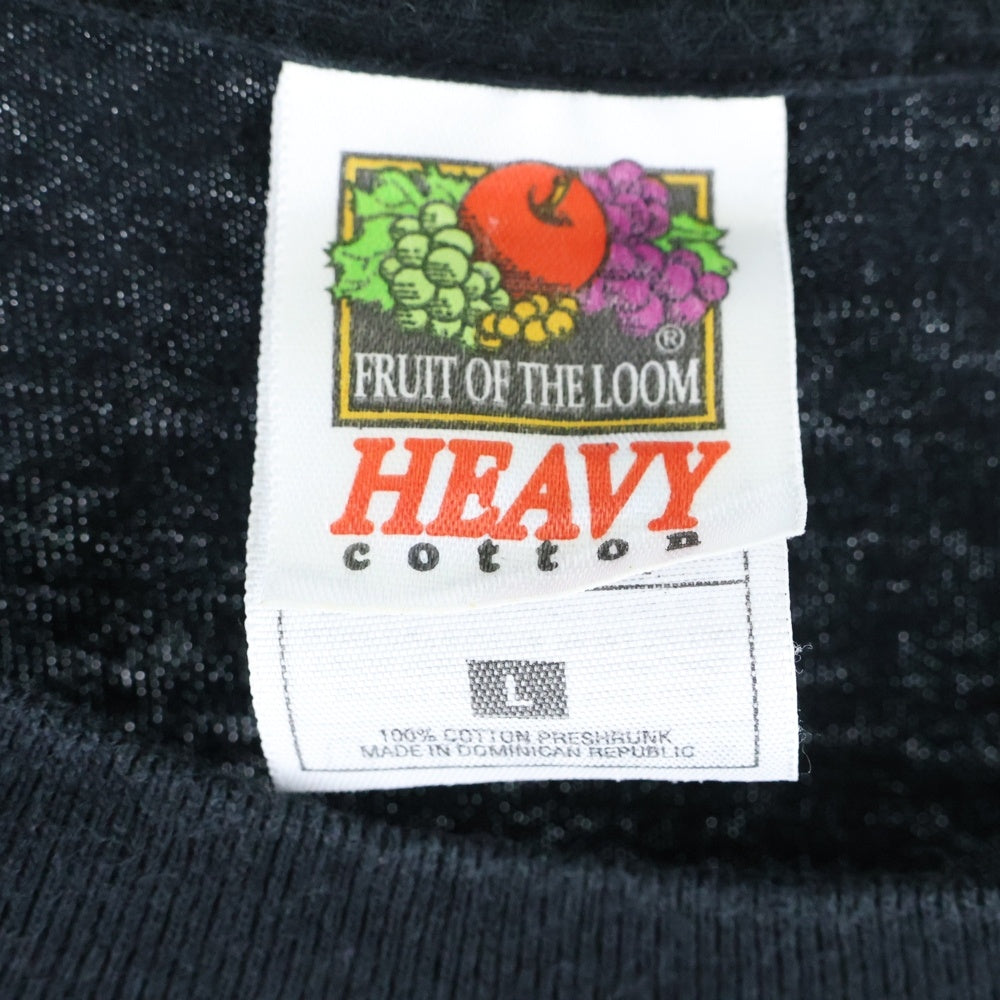 ®
FRUIT OF THE LOOM
HEAVY
cotton
L
100% COTTON PRESHRUNK
MADE IN DOMINICAN REPUBLIC